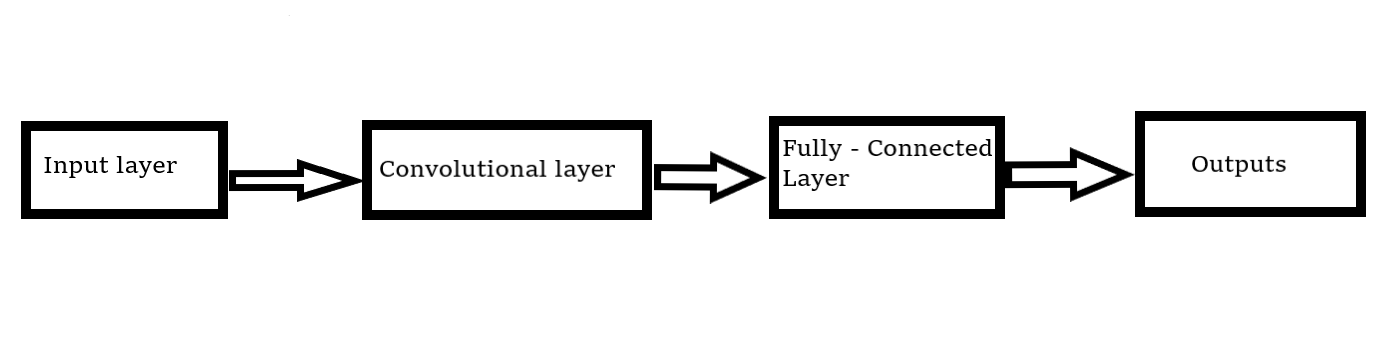 Input layer
Convolutional layer
Fully - Connected
Layer
Outputs